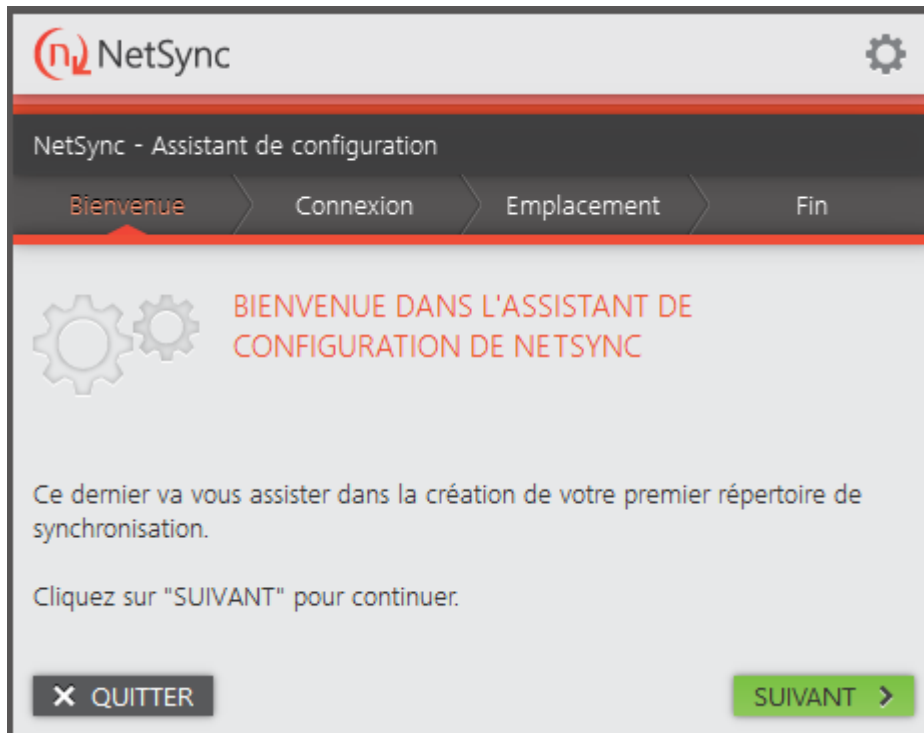 NetSync
NetSync - Assistant de configuration
Bienvenue
Connexion
Emplacement
Fin
BIENVENUE DANS L'ASSISTANT DE
CONFIGURATION DE NETSYNC
Ce dernier va vous assister dans la création de votre premier répertoire de
synchronisation.
Cliquez sur "SUIVANT" pour continuer.
QUITTER
SUIVANT